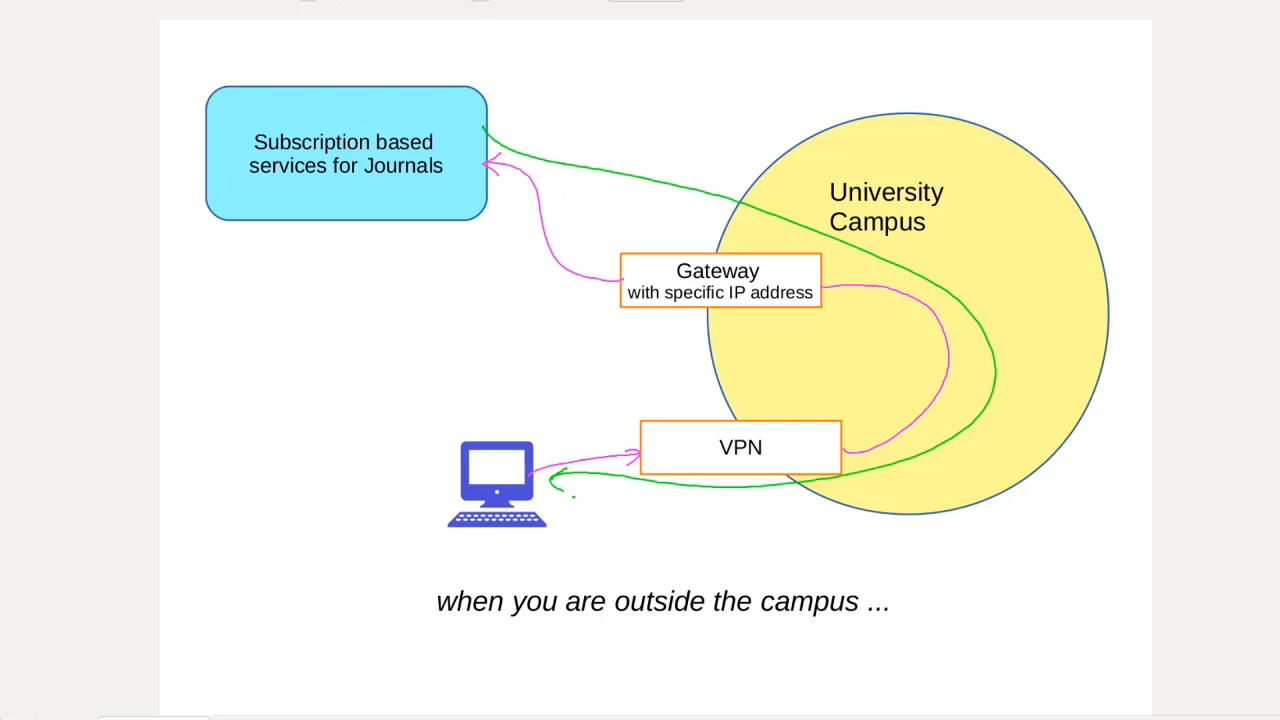 Subscription based
services for Journals
University
Campus
Gateway
with specific IP address
VPN
when you are outside the campus ...